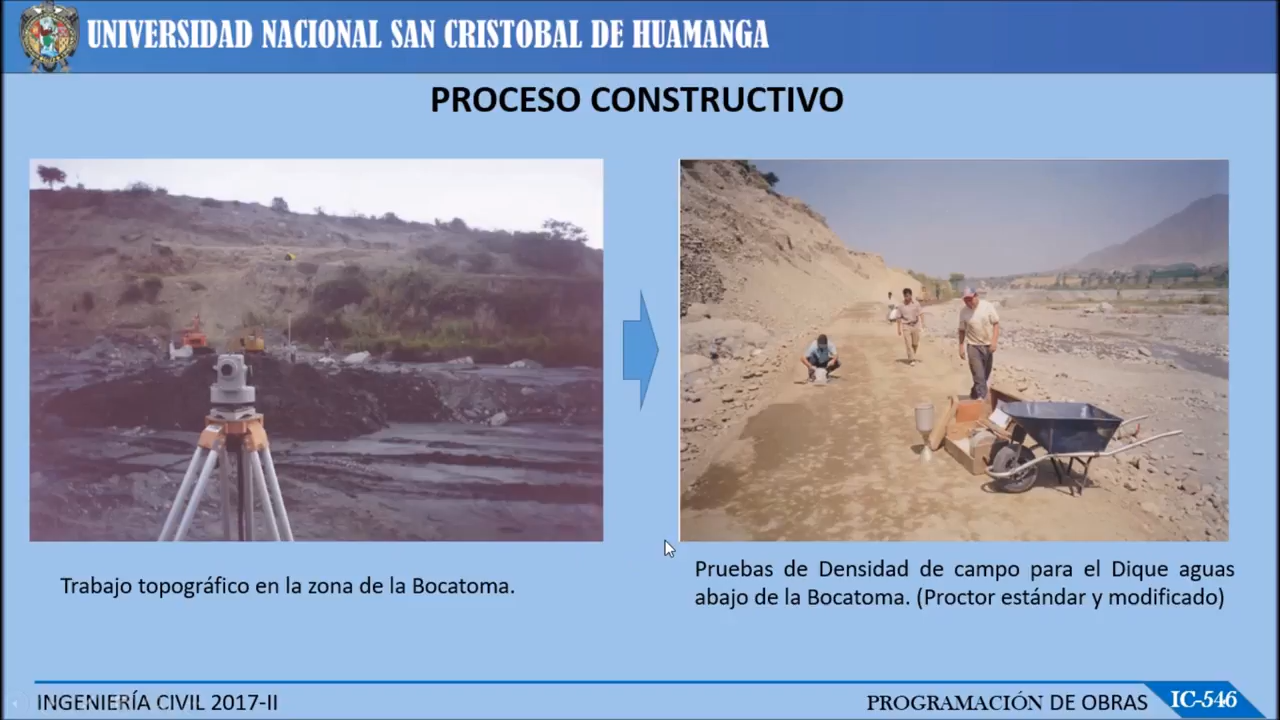 UNIVERSIDAD NACIONAL SAN CRISTOBAL DE HUAMANGA
PROCESO CONSTRUCTIVO
Trabajo topográfico en la zona de la Bocatoma.
Pruebas de Densidad de campo para el Dique aguas
abajo de la Bocatoma. (Proctor estándar y modificado)
INGENIERÍA CIVIL 2017-II
PROGRAMACIÓN DE OBRAS
IC-546